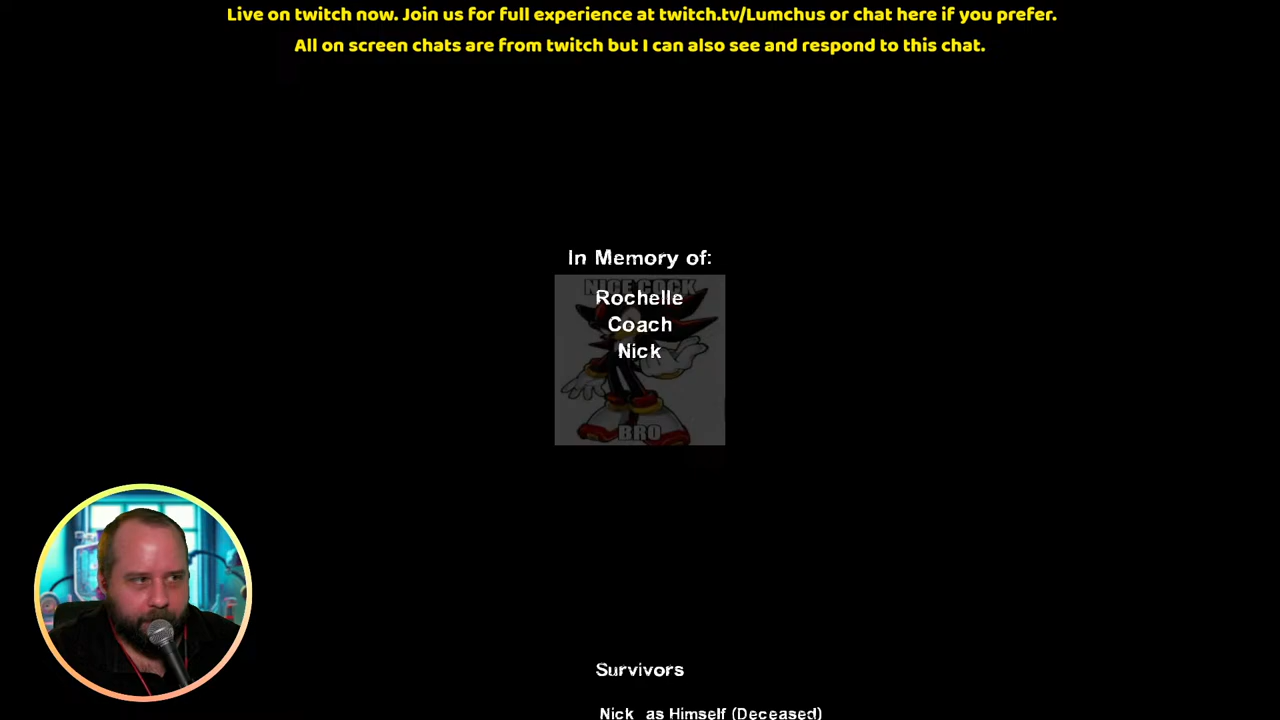 Live on twitch now. Join us for full experience at twitch.tv/Lumchus or chat here if you prefer.
All on screen chats are from twitch but I can also see and respond to this chat.
In Memory of:
NICE COCK
Rochelle
Coach
Nick
BRO
Survivors
Nick as Himself (Deceased)